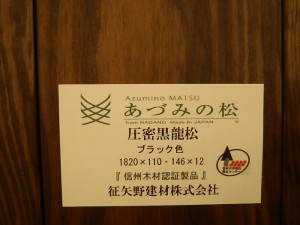 Azumino MATSU
あづみの松
from NAGANO Made In JAPAN
圧密黒龍松
ブラック色
1820×110・146×12
『信州木材認証製品』
征矢野建材株式会社